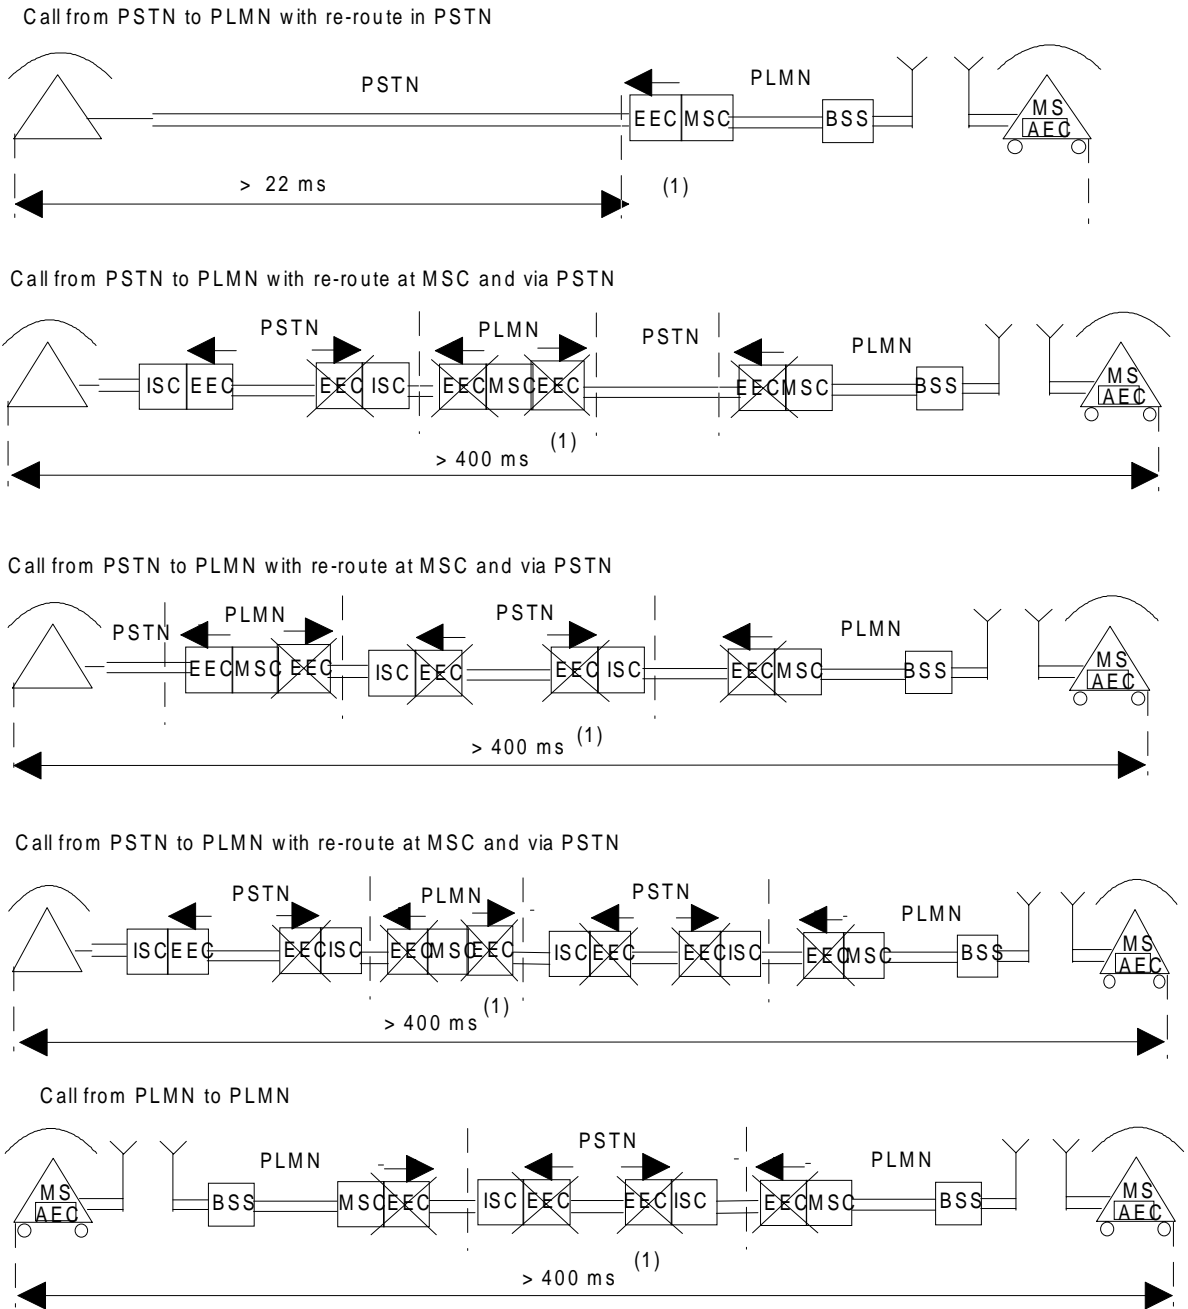 Call from PSTN to PLMN with re-route in PSTN
PSTN PLMN
EEC MSC BSS MS
AEC
> 22 ms (1)
Call from PSTN to PLMN with re-route at MSC and via PSTN
PSTN PLMN PSTN PLMN
ISC EEC EEC ISC EEC MSC EEC EEC MSC BSS MS
AEC
(1)
> 400 ms
Call from PSTN to PLMN with re-route at MSC and via PSTN
PSTN PLMN PSTN PLMN
EEC MSC EEC ISC EEC EEC ISC EEC MSC BSS MS
AEC
(1)
> 400 ms
Call from PSTN to PLMN with re-route at MSC and via PSTN
PSTN PLMN PSTN PLMN
ISC EEC EEC ISC EEC MSC EEC ISC EEC EEC ISC EEC MSC BSS MS
AEC
(1)
> 400 ms
Call from PLMN to PLMN
PLMN PSTN PLMN
MS BSS MSC EEC ISC EEC EEC ISC EEC MSC BSS MS
AEC AEC
(1)
> 400 ms